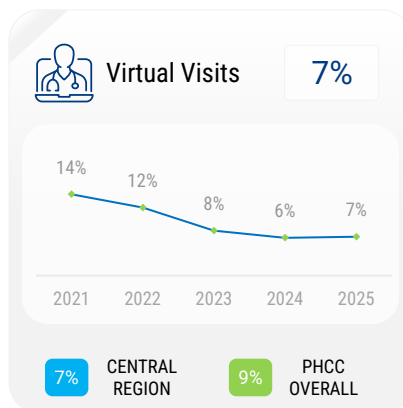 Virtual Visits
7%
14%
12%
8%
6%
7%
2021 2022 2023 2024 2025
7%
CENTRAL
REGION
9%
PHCC
OVERALL